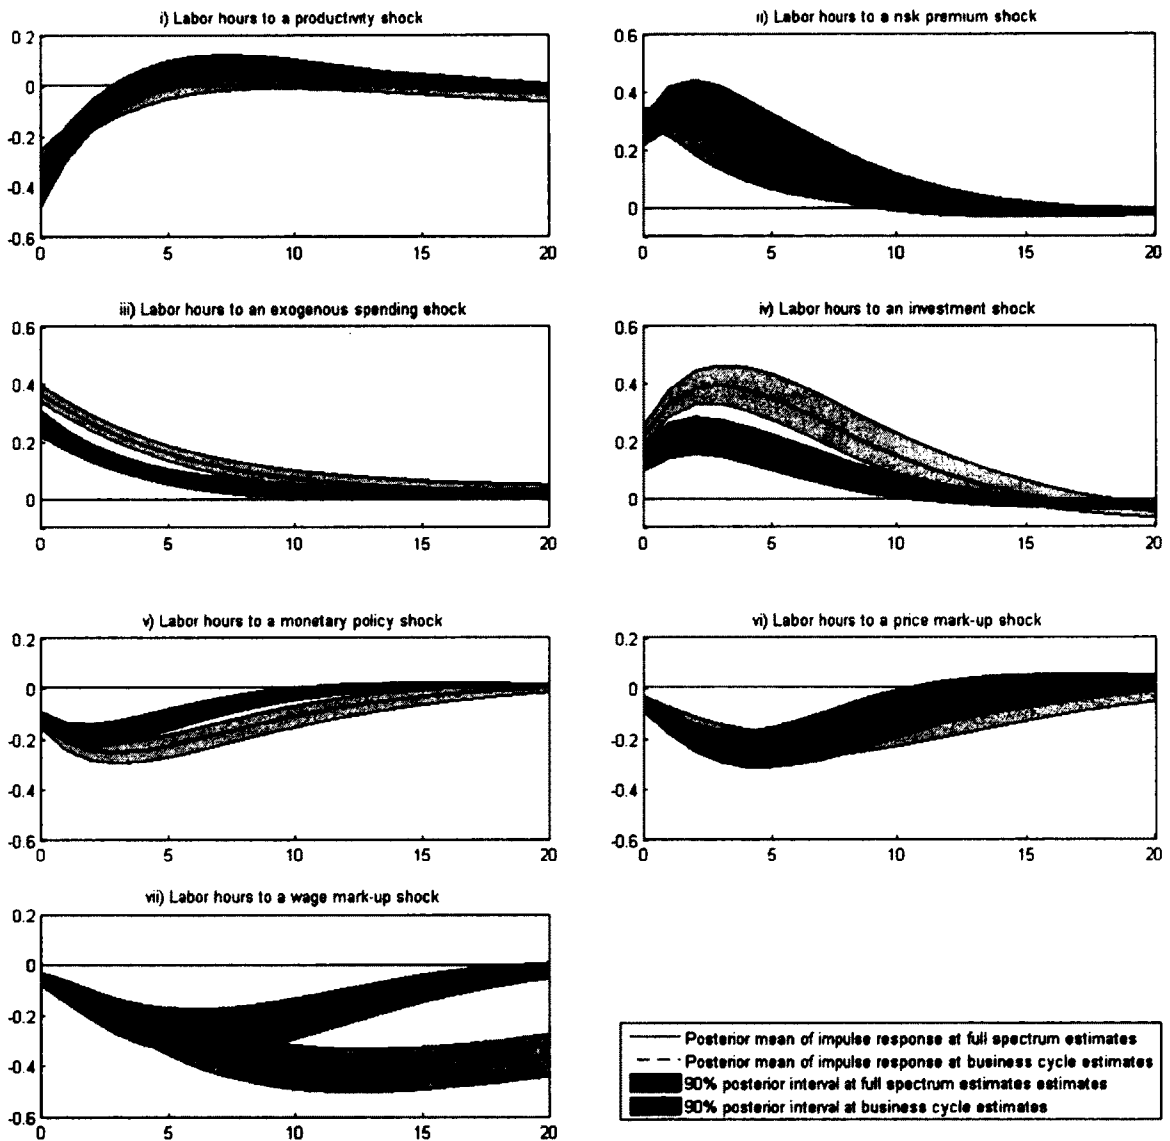 i) Labor hours to a productivity shock
0.2
0
-0.2
-0.4
-0.6
0 5 10 15 20
ii) Labor hours to a risk premium shock
0.6
0.4
0.2
0
0 5 10 15 20
iii) Labor hours to an exogenous spending shock
0.6
0.4
0.2
0
0 5 10 15 20
iv) Labor hours to an investment shock
0.6
0.4
0.2
0
0 5 10 15 20
v) Labor hours to a monetary policy shock
0.2
0
-0.2
-0.4
-0.6
0 5 10 15 20
vi) Labor hours to a price mark-up shock
0.2
0
-0.2
-0.4
-0.6
0 5 10 15 20
vii) Labor hours to a wage mark-up shock
0.2
0
-0.2
-0.4
-0.6
0 5 10 15 20
Posterior mean of impulse response at full spectrum estimates
Posterior mean of impulse response at business cycle estimates
90% posterior interval at full spectrum estimates estimates
90% posterior interval at business cycle estimates